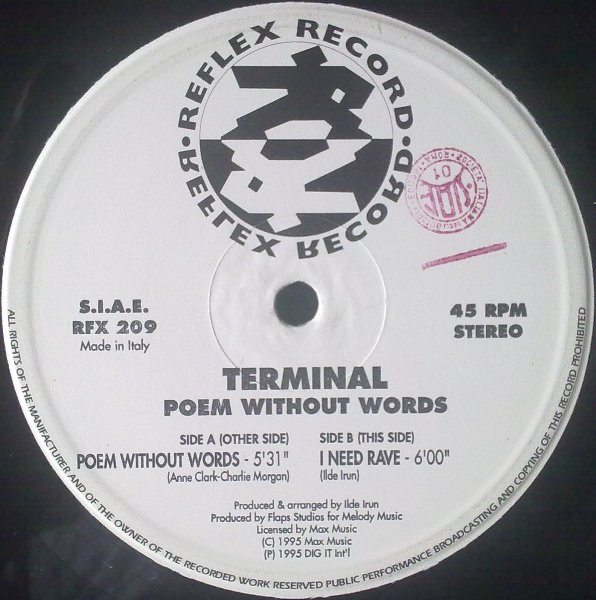 REFLEX RECORD
REFLEX RECORD
S.I.A.E.
RFX 209
Made in Italy
45 RPM
STEREO
TERMINAL
POEM WITHOUT WORDS
SIDE A (OTHER SIDE)
POEM WITHOUT WORDS - 5'31"
(Anne Clark-Charlie Morgan)
SIDE B (THIS SIDE)
I NEED RAVE - 6'00"
(Ilde Irun)
Produced & arranged by Ilde Irun
Produced by Flaps Studios for Melody Music
Licensed by Max Music
(C) 1995 Max Music
(P) 1995 DIG IT Int'l
ALL RIGHTS OF THE MANUFACTURER AND OF THE OWNER OF THE RECORDED WORK RESERVED PUBLIC PERFORMANCE BROADCASTING AND COPYING OF THIS RECORD PROHIBITED